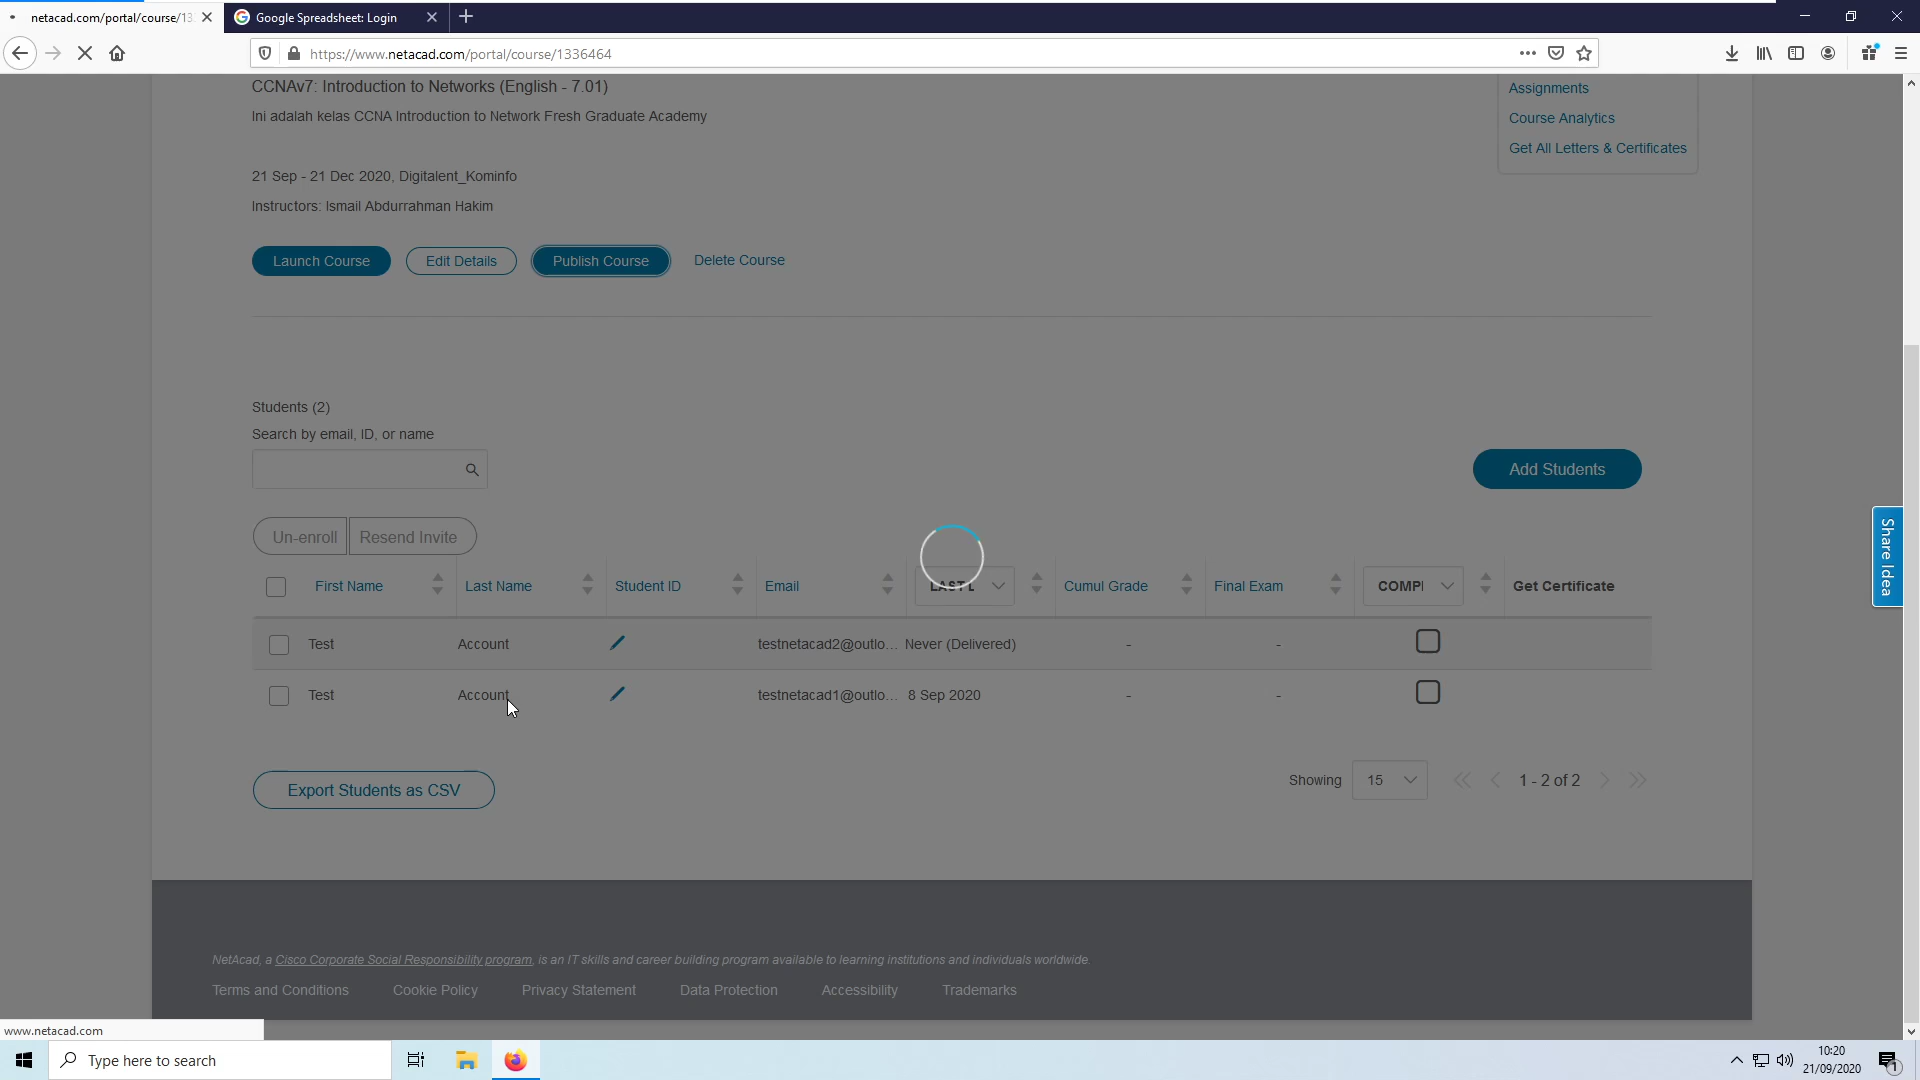 netacad.com/portal/course/13
Google Spreadsheet: Login
https://www.netacad.com/portal/course/1336464
CCNAv7: Introduction to Networks (English - 7.01)
Ini adalah kelas CCNA Introduction to Network Fresh Graduate Academy
21 Sep - 21 Dec 2020, Digitalent_Kominfo
Instructors: Ismail Abdurrahman Hakim
Launch Course Edit Details Publish Course Delete Course
Assignments
Course Analytics
Get All Letters & Certificates
Students (2)
Search by email, ID, or name
Add Students
Un-enroll Resend Invite
First Name Last Name Student ID Email LAST L Cumul Grade Final Exam COMPI Get Certificate
Test Account testnetacad2@outlo... Never (Delivered) - -
Test Account testnetacad1@outlo... 8 Sep 2020 - -
Export Students as CSV
Showing 15 1 - 2 of 2
Share Idea
NetAcad, a Cisco Corporate Social Responsibility program, is an IT skills and career building program available to learning institutions and individuals worldwide.
Terms and Conditions Cookie Policy Privacy Statement Data Protection Accessibility Trademarks
www.netacad.com
Type here to search
10:20
21/09/2020
1